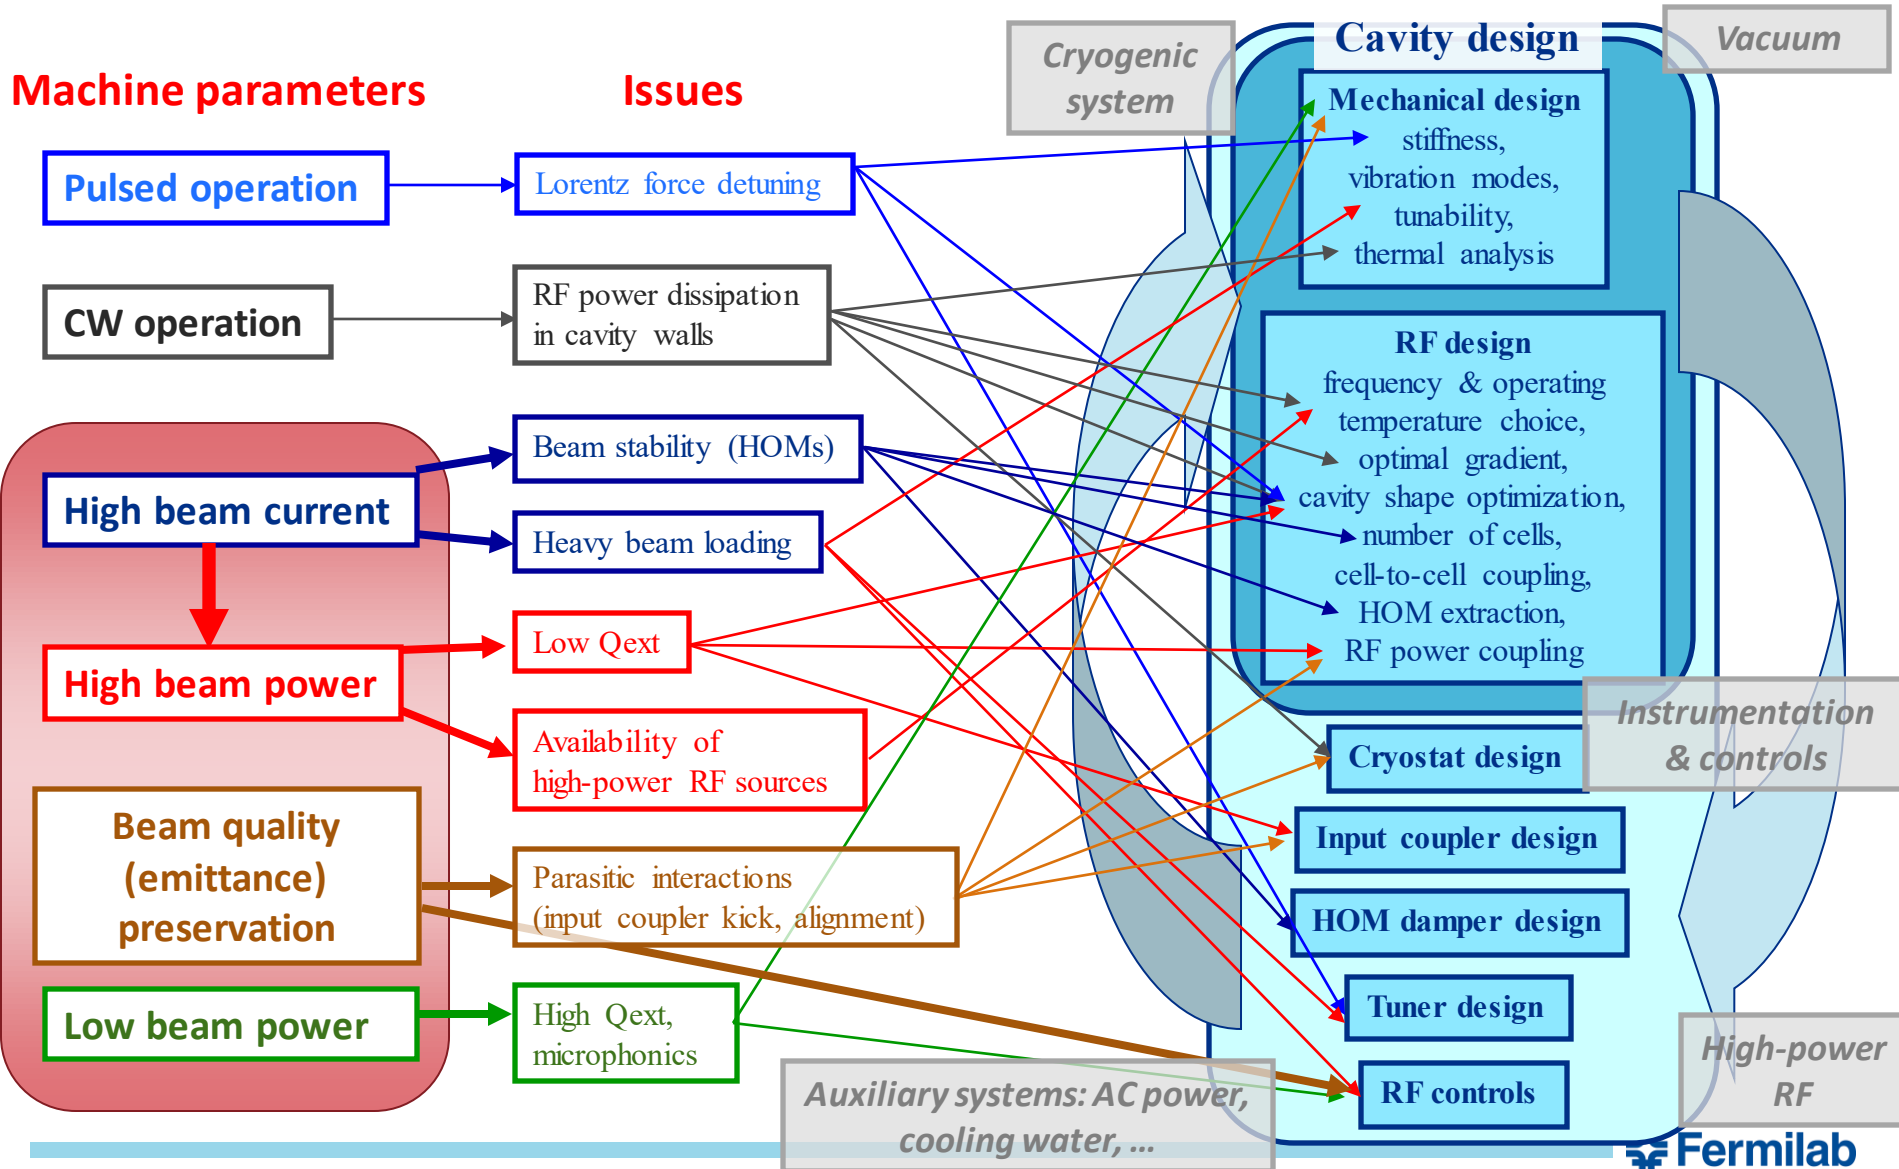 Machine parameters
Issues
Cryogenic
system
Cavity design
Vacuum
Pulsed operation
CW operation
High beam current
High beam power
Beam quality
(emittance)
preservation
Low beam power
Lorentz force detuning
RF power dissipation
in cavity walls
Beam stability (HOMs)
Heavy beam loading
Low Qext
Availability of
high-power RF sources
Parasitic interactions
(input coupler kick, alignment)
High Qext,
microphonics
Mechanical design
stiffness,
vibration modes,
tunability,
thermal analysis
RF design
frequency & operating
temperature choice,
optimal gradient,
cavity shape optimization,
number of cells,
cell-to-cell coupling,
HOM extraction,
RF power coupling
Instrumentation
& controls
Cryostat design
Input coupler design
HOM damper design
Tuner design
RF controls
High-power
RF
Auxiliary systems: AC power,
cooling water, ...
Fermilab